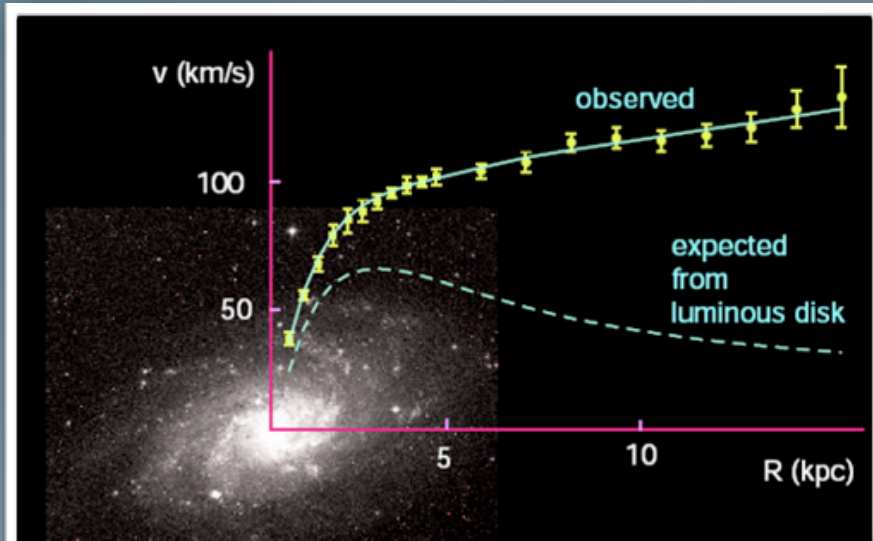 v (km/s)
observed
100
expected
from
luminous disk
50
5
10
R (kpc)